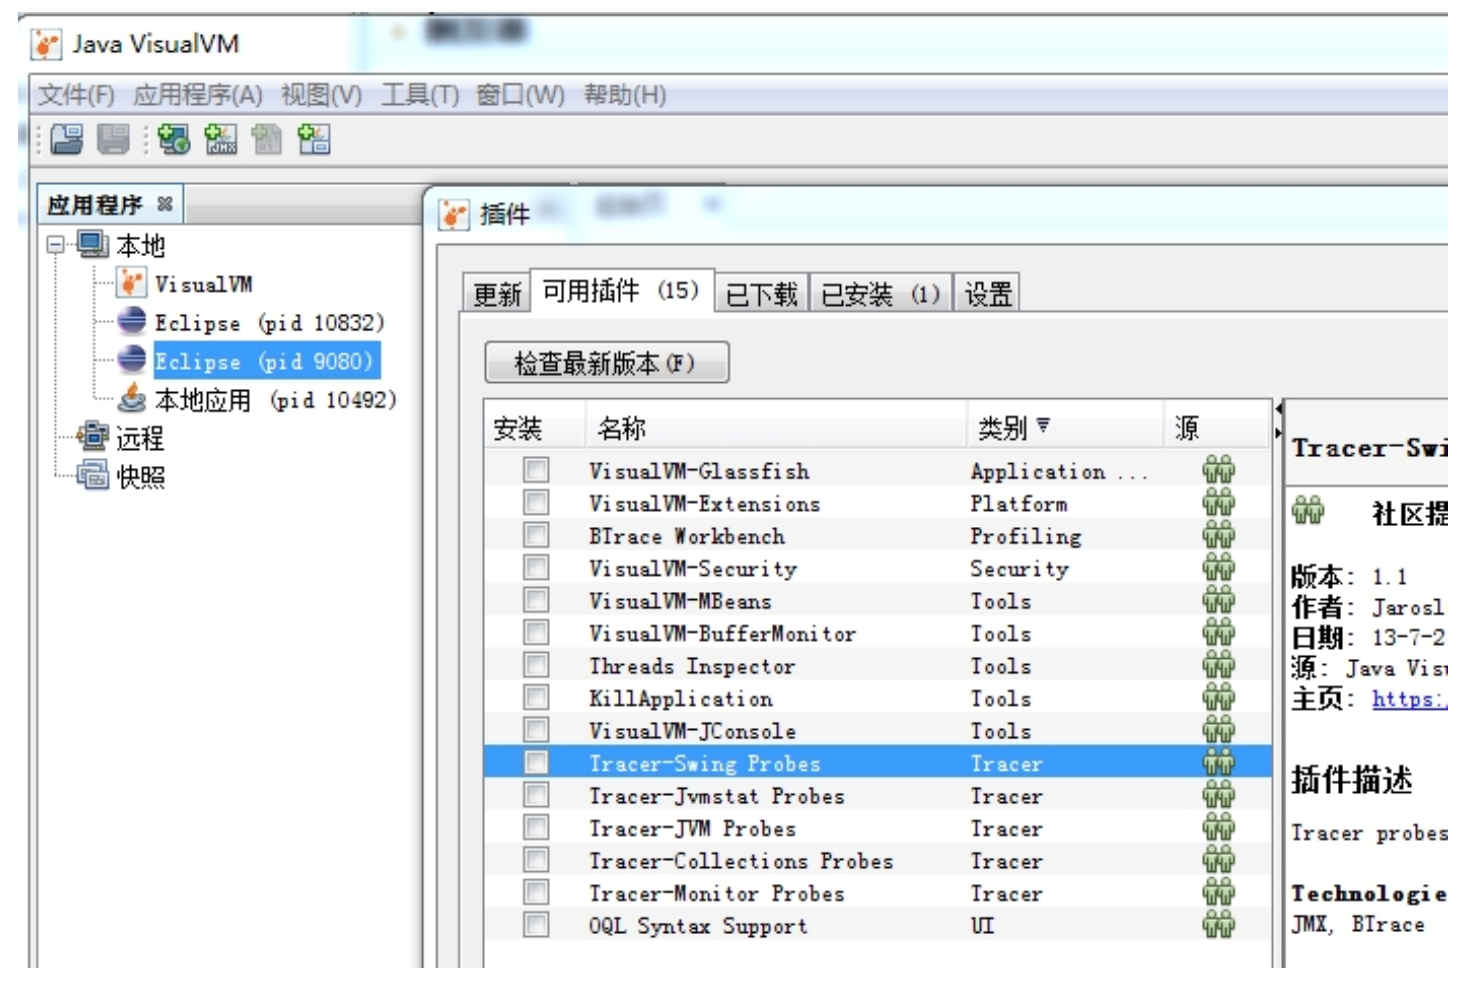 Java VisualVM
文件(F) 应用程序(A) 视图(V) 工具(T) 窗口(W) 帮助(H)
应用程序
本地
VisualVM
Eclipse (pid 10832)
Eclipse (pid 9080)
本地应用 (pid 10492)
远程
快照
插件
更新 可用插件 (15) 已下载 已安装 (1) 设置
检查最新版本(F)
安装 名称 类别 源
VisualVM-Glassfish Application ...
VisualVM-Extensions Platform
BTrace Workbench Profiling
VisualVM-Security Security
VisualVM-MBeans Tools
VisualVM-BufferMonitor Tools
Threads Inspector Tools
KillApplication Tools
VisualVM-JConsole Tools
Tracer-Swing Probes Tracer
Tracer-Jvmstat Probes Tracer
Tracer-JVM Probes Tracer
Tracer-Collections Probes Tracer
Tracer-Monitor Probes Tracer
OQL Syntax Support UI
Tracer-Swi
社区提
版本: 1.1
作者: Jarosl
日期: 13-7-2
源: Java Visu
主页: https:/
插件描述
Tracer probes
Technologie
JMX, BTrace